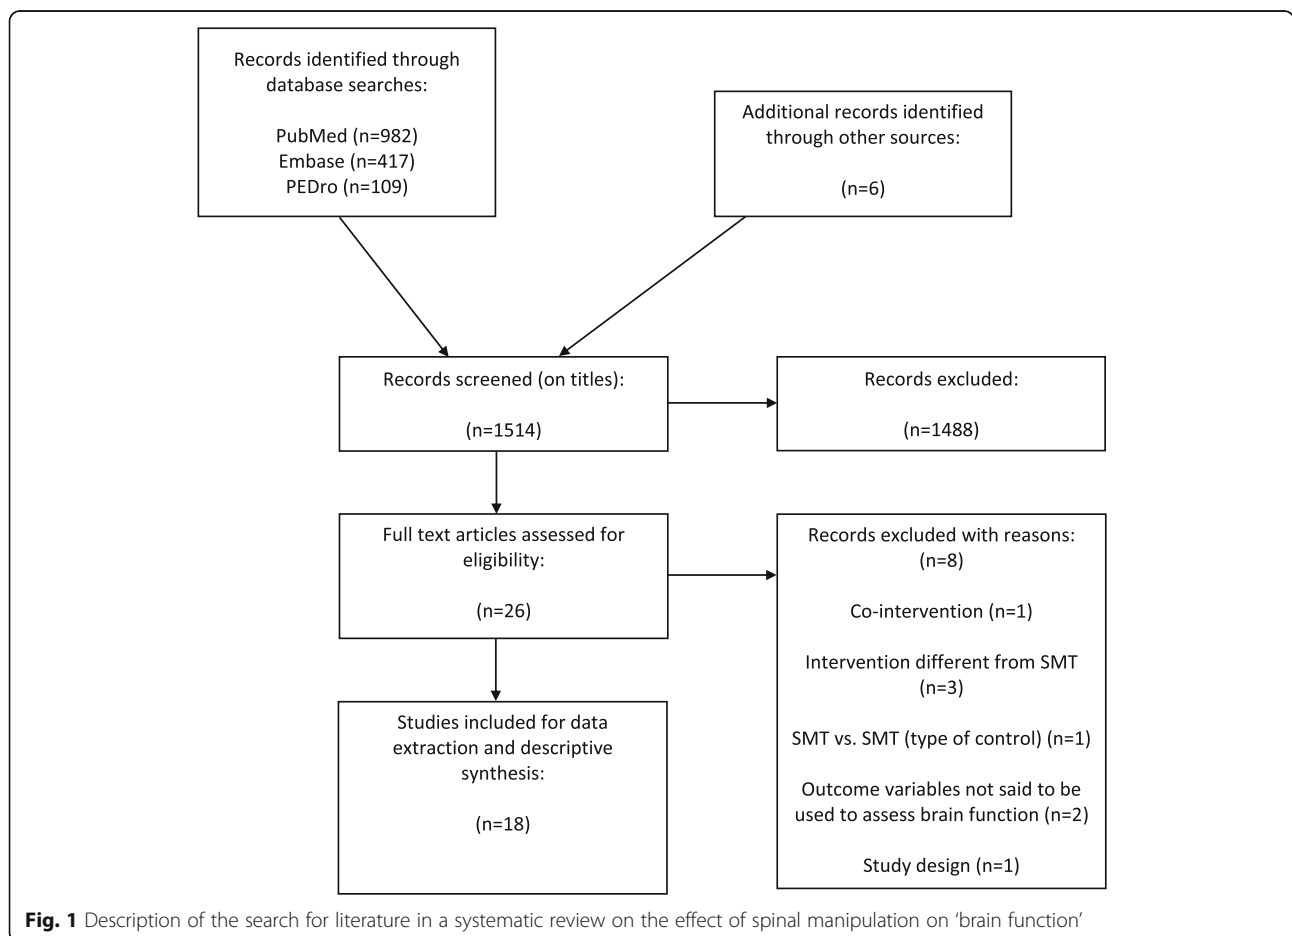 Records identified through
database searches:
PubMed (n=982)
Embase (n=417)
PEDro (n=109)
Additional records identified
through other sources:
(n=6)
Records screened (on titles):
(n=1514)
Records excluded:
(n=1488)
Full text articles assessed for
eligibility:
(n=26)
Records excluded with reasons:
(n=8)
Co-intervention (n=1)
Intervention different from SMT
(n=3)
SMT vs. SMT (type of control) (n=1)
Outcome variables not said to be
used to assess brain function (n=2)
Study design (n=1)
Studies included for data
extraction and descriptive
synthesis:
(n=18)
Fig. 1 Description of the search for literature in a systematic review on the effect of spinal manipulation on ‘brain function’